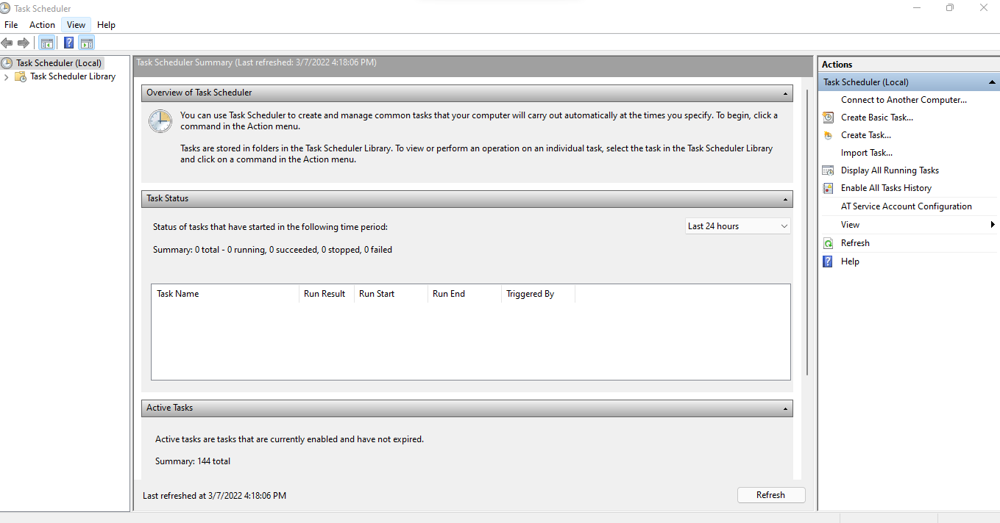 Task Scheduler
File Action View Help
Task Scheduler (Local)
Task Scheduler Library
Task Scheduler Summary (Last refreshed: 3/7/2022 4:18:06 PM)
Overview of Task Scheduler
You can use Task Scheduler to create and manage common tasks that your computer will carry out automatically at the times you specify. To begin, click a
command in the Action menu.
Tasks are stored in folders in the Task Scheduler Library. To view or perform an operation on an individual task, select the task in the Task Scheduler Library
and click on a command in the Action menu.
Task Status
Status of tasks that have started in the following time period:
Last 24 hours
Summary: 0 total - 0 running, 0 succeeded, 0 stopped, 0 failed
Task Name Run Result Run Start Run End Triggered By
Active Tasks
Active tasks are tasks that are currently enabled and have not expired.
Summary: 144 total
Last refreshed at 3/7/2022 4:18:06 PM
Refresh
Actions
Task Scheduler (Local)
Connect to Another Computer...
Create Basic Task...
Create Task...
Import Task...
Display All Running Tasks
Enable All Tasks History
AT Service Account Configuration
View
Refresh
Help